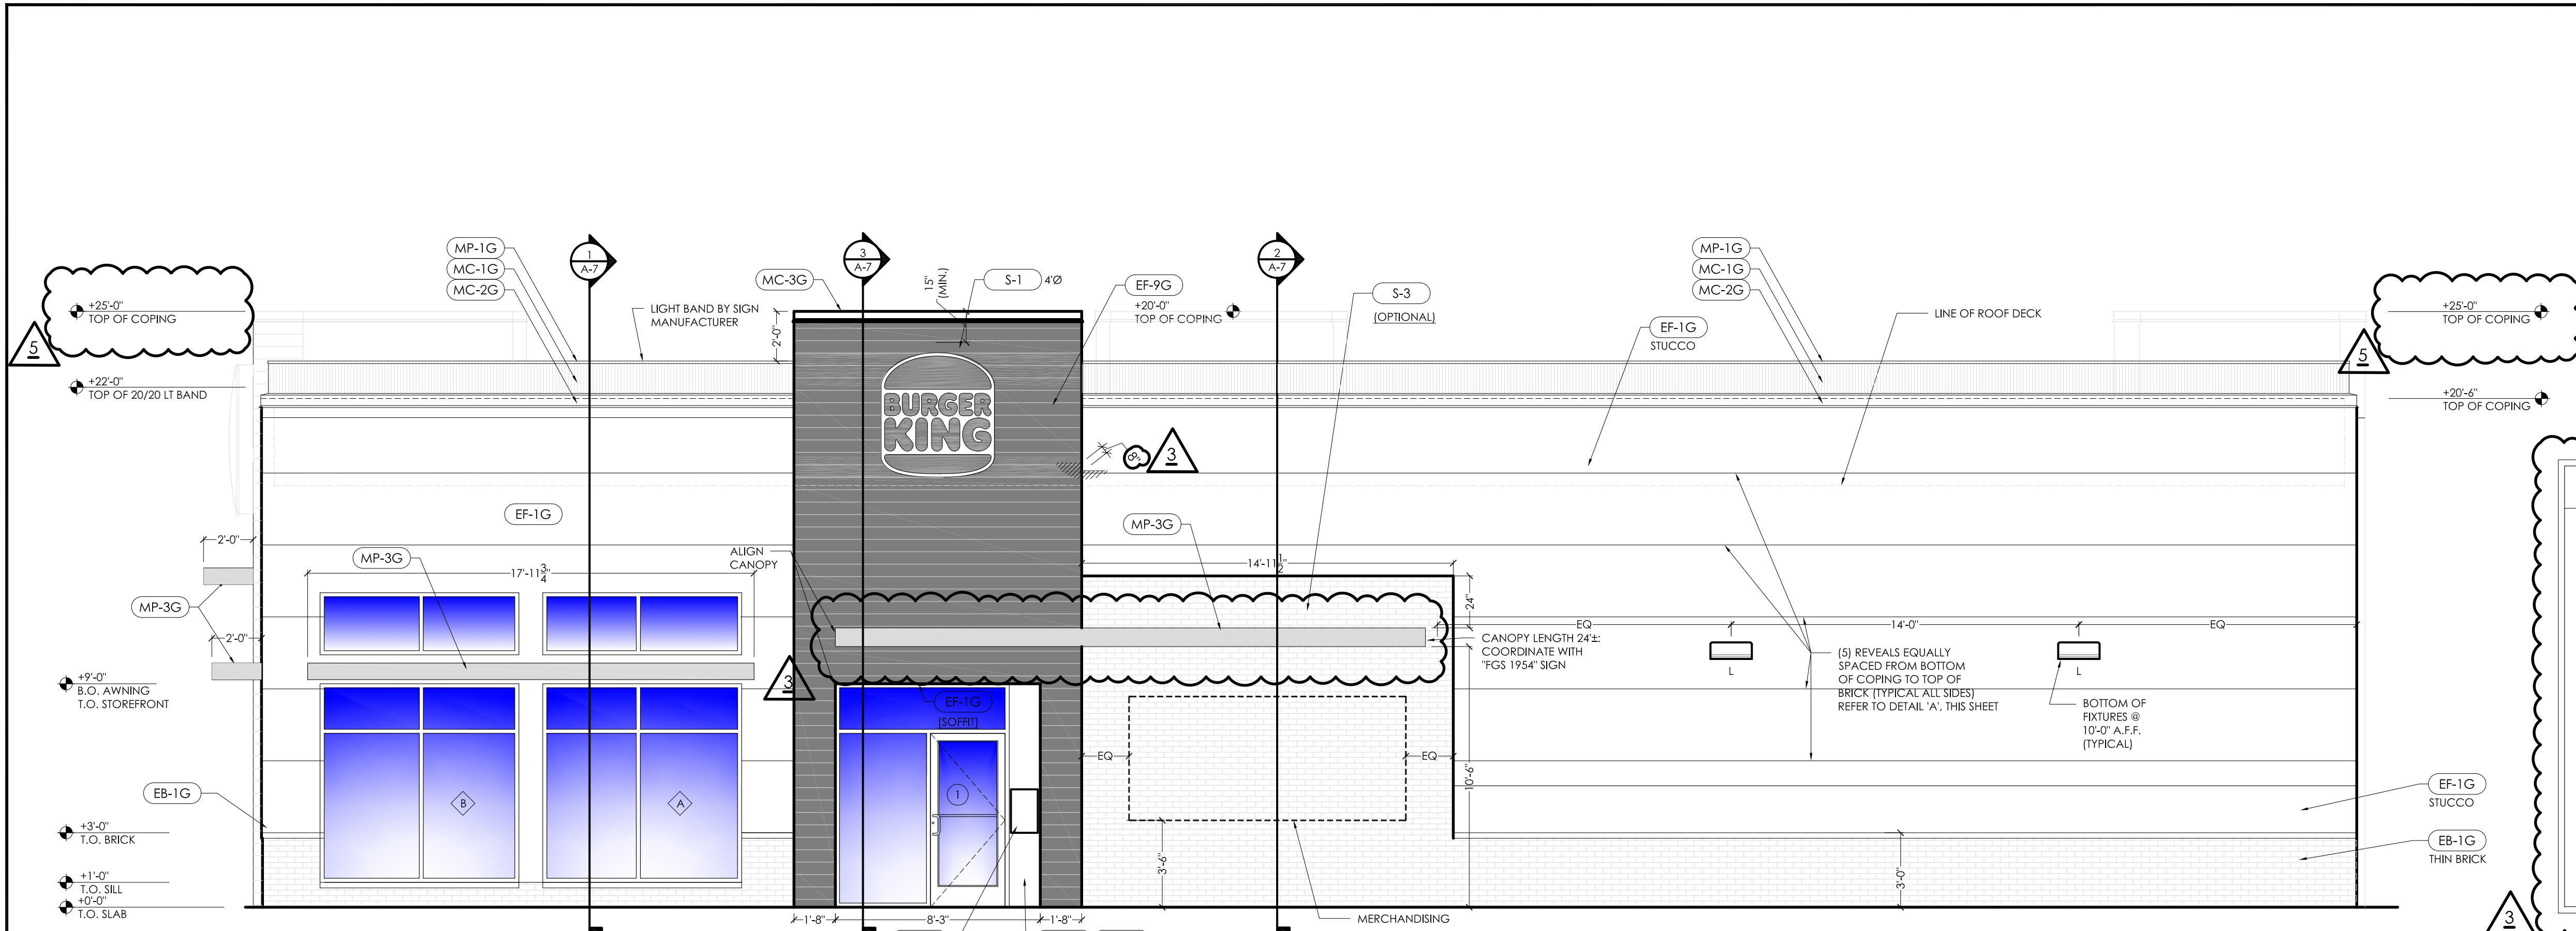 MP-1G
MC-1G
MC-2G
1
A-7
MC-3G
3
A-7
15"
(MIN.)
S-1 4'Ø
EF-9G
2
A-7
+20'-0"
TOP OF COPING
S-3
(OPTIONAL)
MP-1G
MC-1G
MC-2G
+25'-0"
TOP OF COPING
5
LIGHT BAND BY SIGN
MANUFACTURER
2'-0"
EF-1G
STUCCO
LINE OF ROOF DECK
+25'-0"
TOP OF COPING
5
+22'-0"
TOP OF 20/20 LT BAND
+20'-6"
TOP OF COPING
BURGER
KING
8"
3
EF-1G
2'-0"
MP-3G
17'-11 3/4"
ALIGN
CANOPY
MP-3G
14'-11 1/2"
MP-3G
2'-0"
24"
EQ
14'-0"
EQ
CANOPY LENGTH 24'±:
COORDINATE WITH
"FGS 1954" SIGN
L
L
(5) REVEALS EQUALLY
SPACED FROM BOTTOM
OF COPING TO TOP OF
BRICK (TYPICAL ALL SIDES)
REFER TO DETAIL 'A', THIS SHEET
+9'-0"
B.O. AWNING
T.O. STOREFRONT
3
EF-1G
(SOFFIT)
BOTTOM OF
FIXTURES @
10'-0" A.F.F.
(TYPICAL)
EQ
EQ
10'-6"
EB-1G
B
A
1
EF-1G
STUCCO
+3'-0"
T.O. BRICK
3'-6"
3'-0"
EB-1G
THIN BRICK
+1'-0"
T.O. SILL
+0'-0"
T.O. SLAB
1'-8"
8'-3"
1'-8"
MERCHANDISING
3